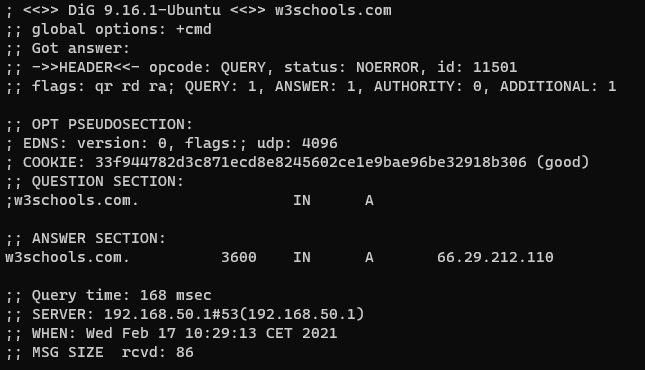 ; <<>> DiG 9.16.1-Ubuntu <<>> w3schools.com
;; global options: +cmd
;; Got answer:
;; ->>HEADER<<- opcode: QUERY, status: NOERROR, id: 11501
;; flags: qr rd ra; QUERY: 1, ANSWER: 1, AUTHORITY: 0, ADDITIONAL: 1

;; OPT PSEUDOSECTION:
; EDNS: version: 0, flags:; udp: 4096
; COOKIE: 33f944782d3c871ecd8e8245602ce1e9bae96be32918b306 (good)
;; QUESTION SECTION:
;w3schools.com.                 IN      A

;; ANSWER SECTION:
w3schools.com.          3600    IN      A       66.29.212.110

;; Query time: 168 msec
;; SERVER: 192.168.50.1#53(192.168.50.1)
;; WHEN: Wed Feb 17 10:29:13 CET 2021
;; MSG SIZE  rcvd: 86